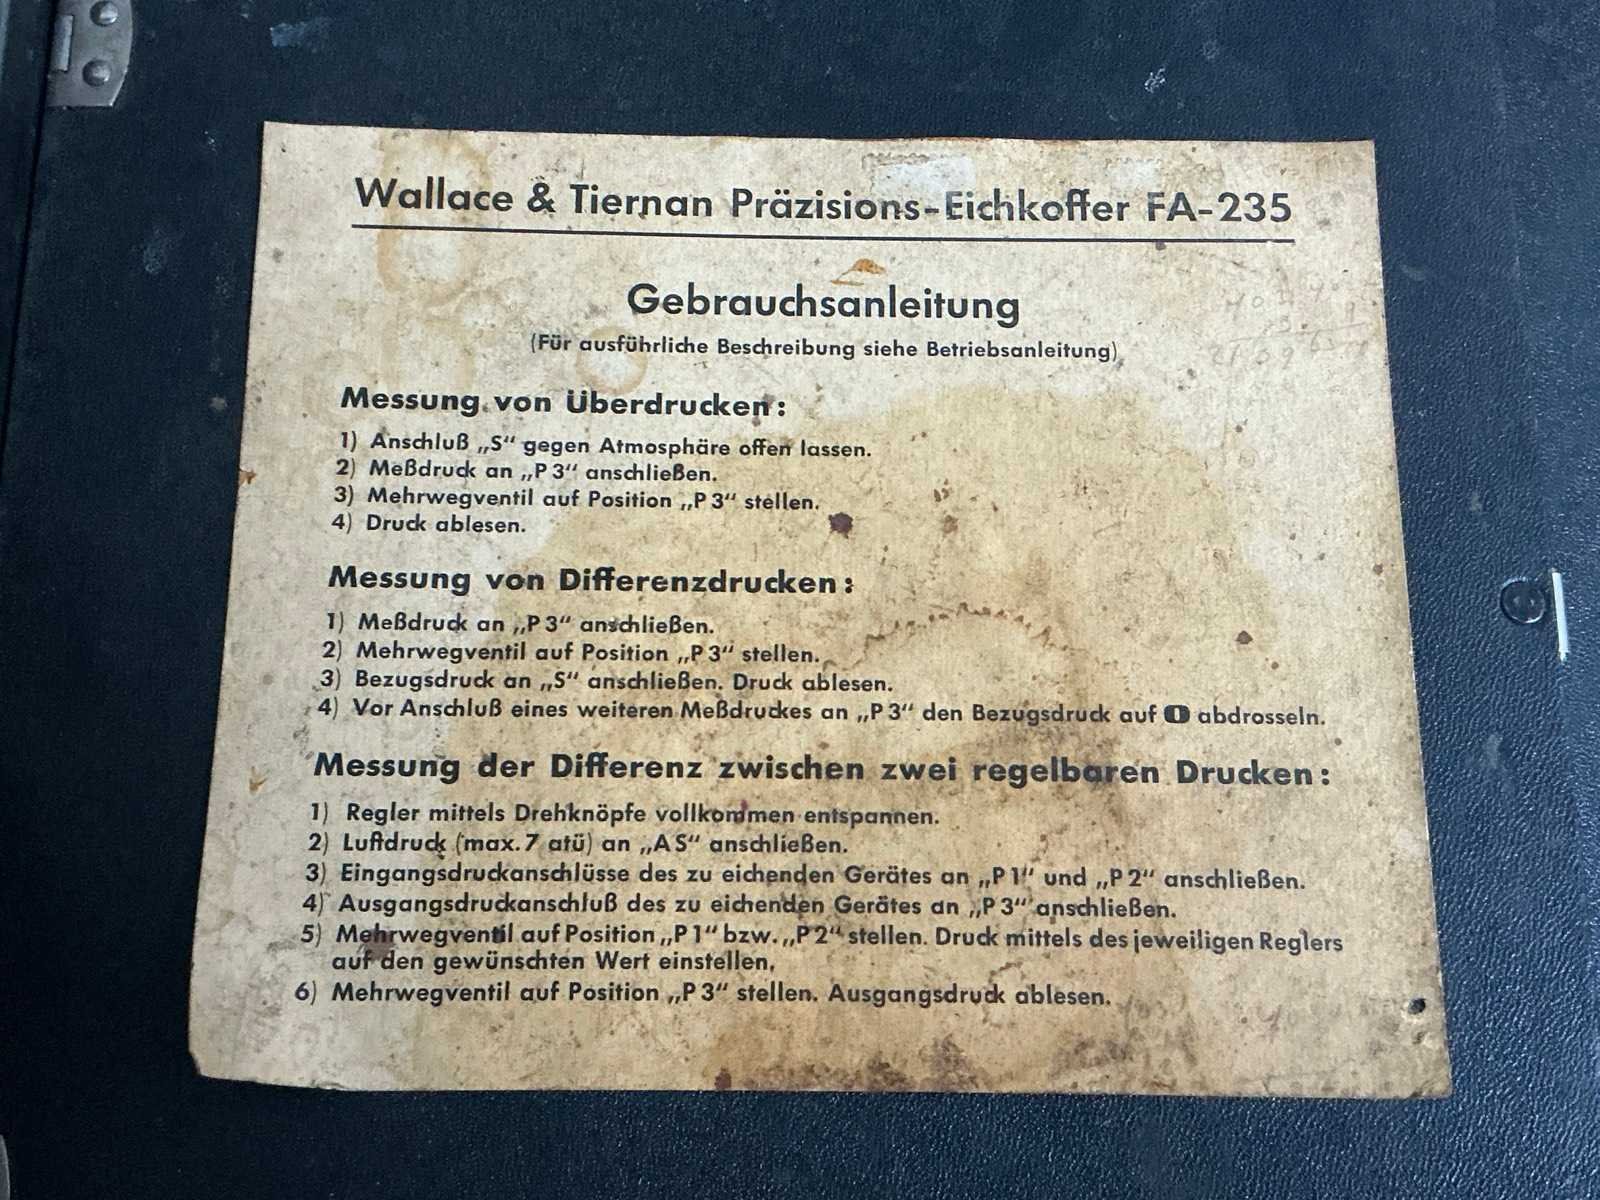 Wallace & Tiernan Präzisions-Eichkoffer FA-235
Gebrauchsanleitung
(Für ausführliche Beschreibung siehe Betriebsanleitung)
Messung von Überdrucken:
1) Anschluß „S“ gegen Atmosphäre offen lassen.
2) Meßdruck an „P 3“ anschließen.
3) Mehrwegventil auf Position „P 3“ stellen.
4) Druck ablesen.
Messung von Differenzdrucken:
1) Meßdruck an „P 3“ anschließen.
2) Mehrwegventil auf Position „P 3“ stellen.
3) Bezugsdruck an „S“ anschließen. Druck ablesen.
4) Vor Anschluß eines weiteren Meßdruckes an „P 3“ den Bezugsdruck auf 0 abdrosseln.
Messung der Differenz zwischen zwei regelbaren Drucken:
1) Regler mittels Drehknöpfe vollkommen entspannen.
2) Luftdruck (max. 7 atü) an „A S“ anschließen.
3) Eingangsdruckanschlüsse des zu eichenden Gerätes an „P 1“ und „P 2“ anschließen.
4) Ausgangsdruckanschluß des zu eichenden Gerätes an „P 3“ anschließen.
5) Mehrwegventil auf Position „P 1“ bzw. „P 2“ stellen. Druck mittels des jeweiligen Reglers
auf den gewünschten Wert einstellen.
6) Mehrwegventil auf Position „P 3“ stellen. Ausgangsdruck ablesen.